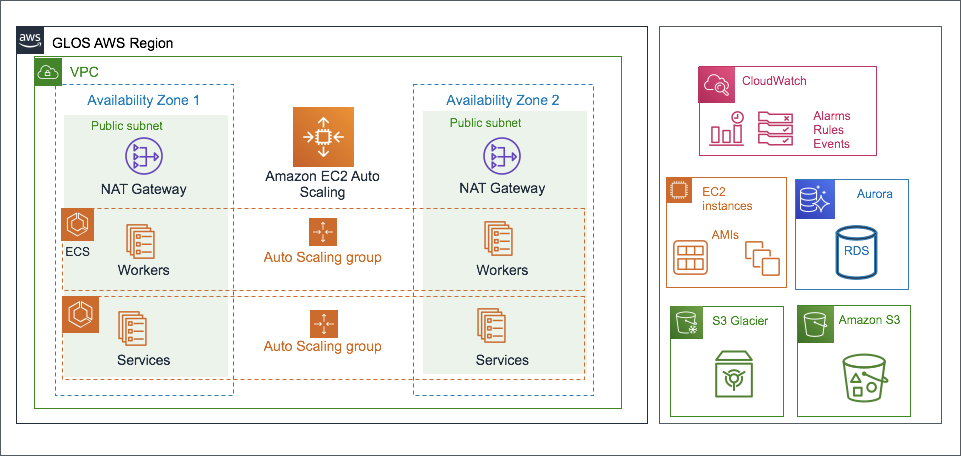 aws
GLOS AWS Region
VPC
Availability Zone 1
Public subnet
NAT Gateway
Amazon EC2 Auto
Scaling
Availability Zone 2
Public subnet
NAT Gateway
ECS
Workers
Auto Scaling group
Workers
Services
Auto Scaling group
Services
CloudWatch
Alarms
Rules
Events
EC2
instances
AMIs
Aurora
RDS
S3 Glacier
Amazon S3